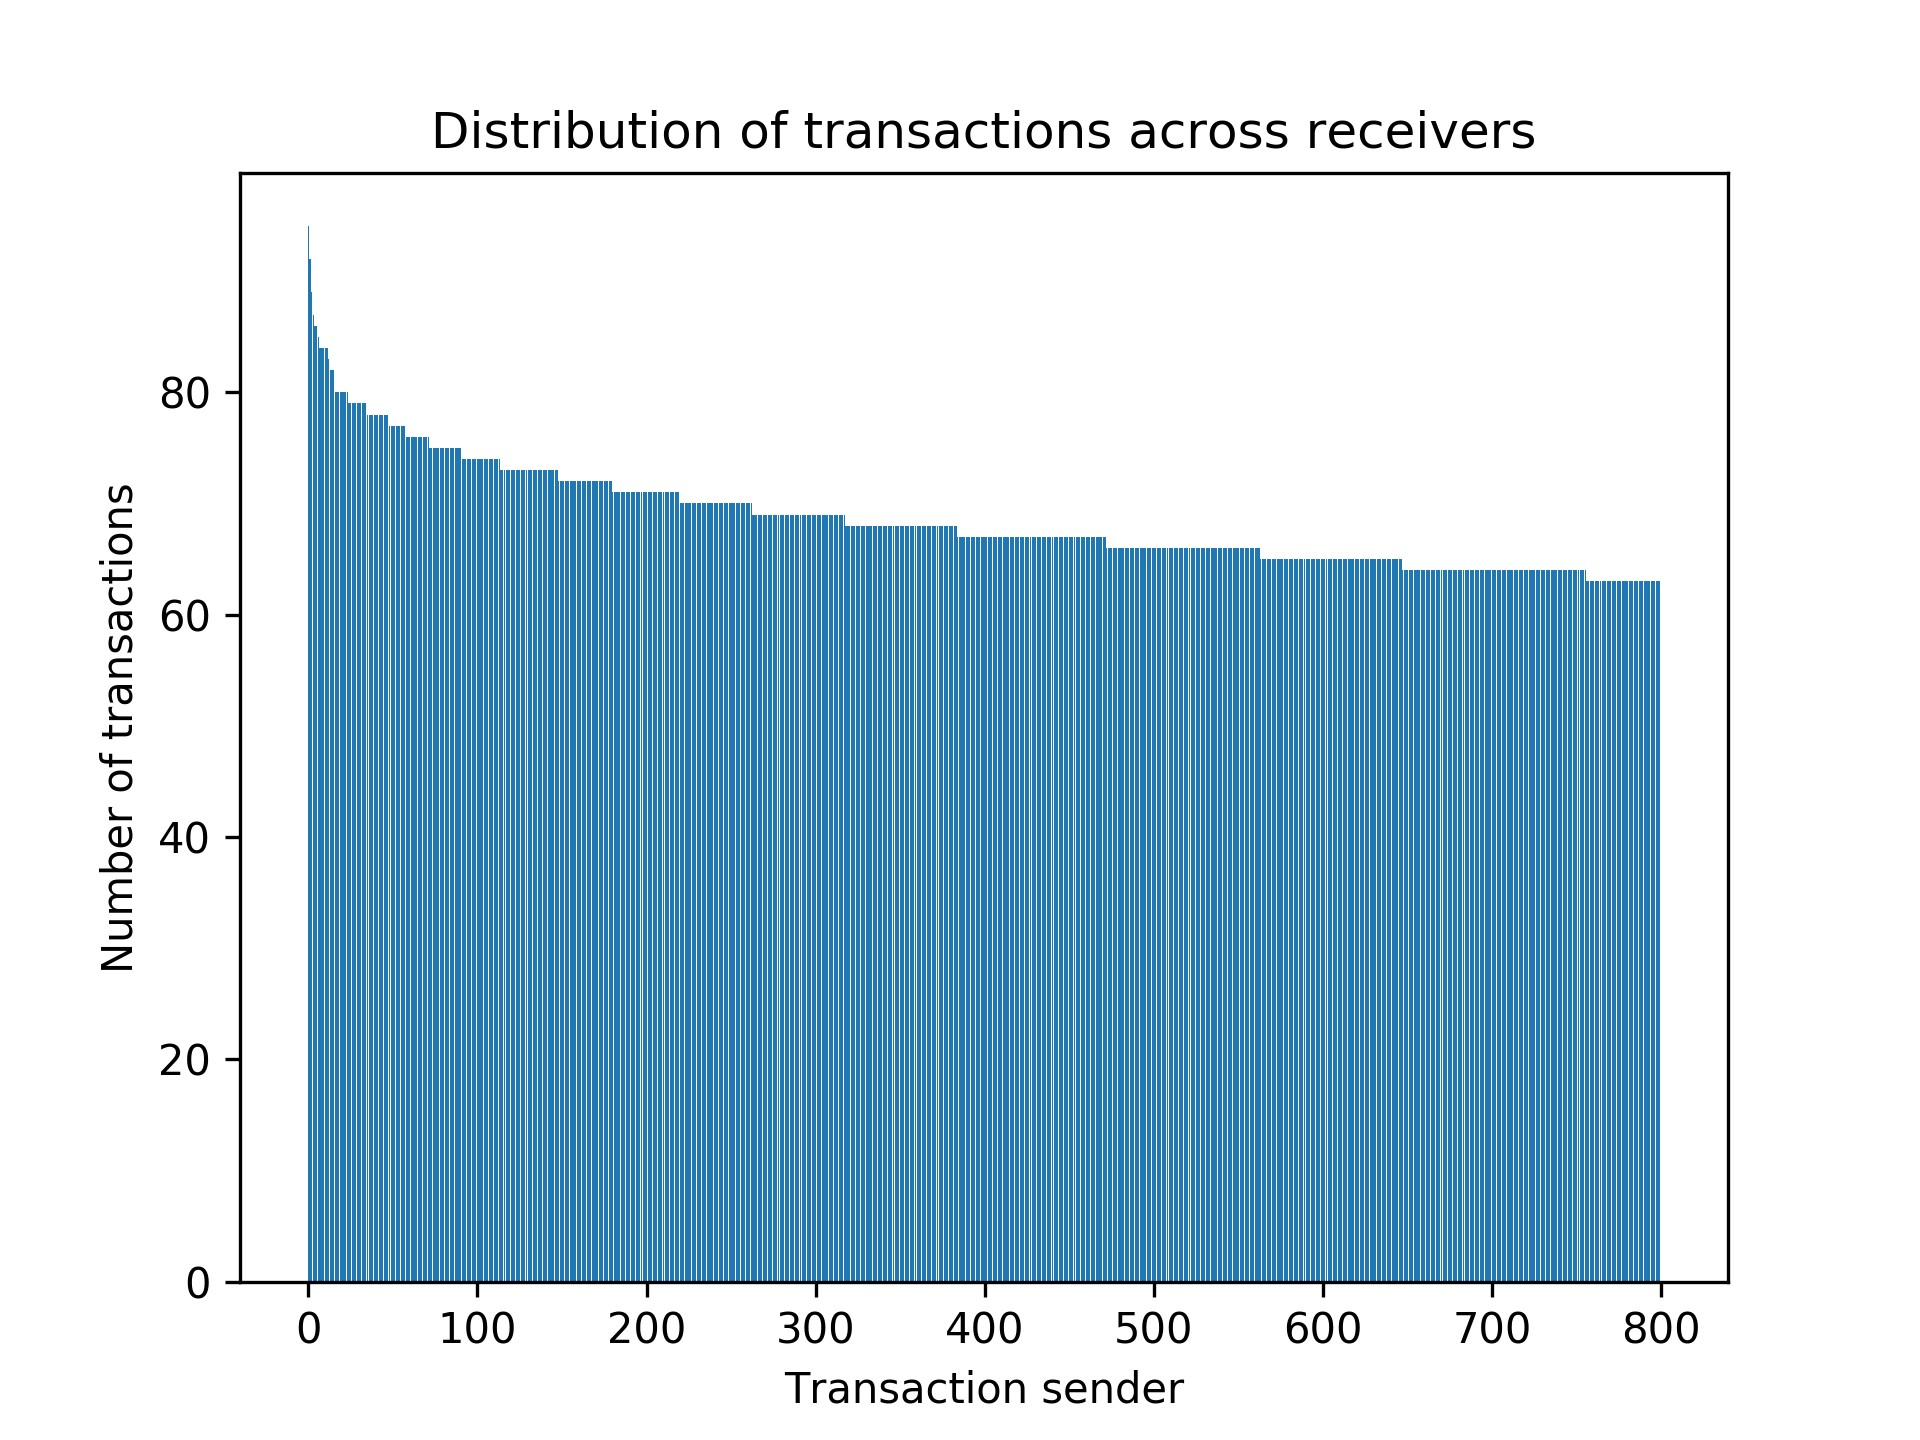 Distribution of transactions across receivers
Number of transactions
80
60
40
20
0
0 100 200 300 400 500 600 700 800
Transaction sender